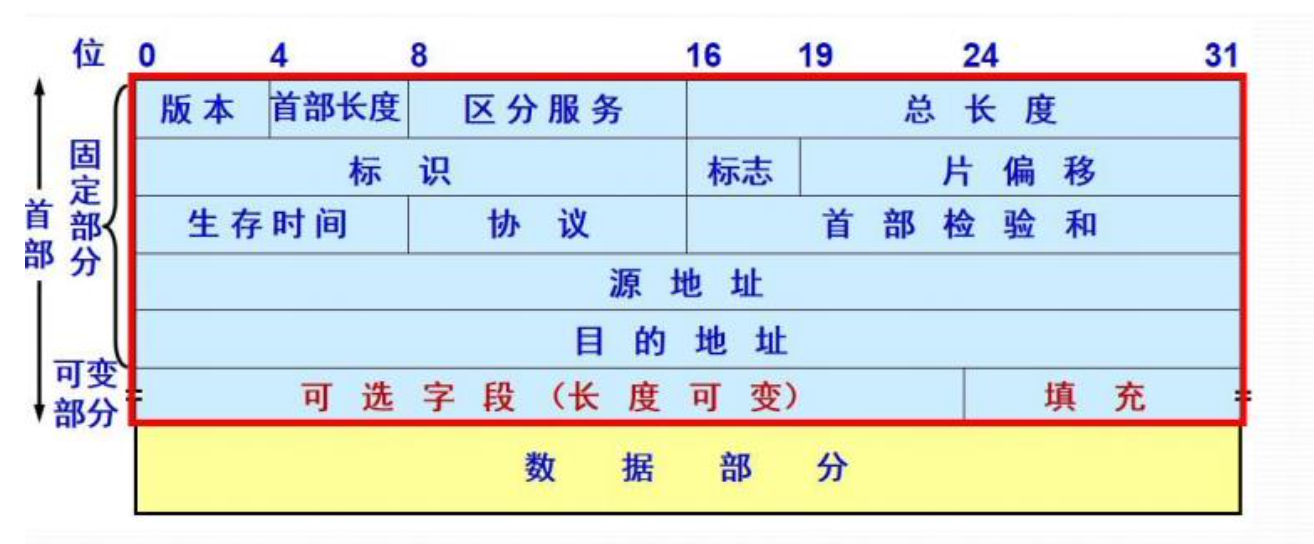 位 0 4 8 16 19 24 31
版本 首部长度 区分服务 总长度
标识 标志 片偏移
生存时间 协议 首部检验和
源地址
目的地址
可选字段（长度可变） 填充
数据部分
首部
固定部分
可变
部分